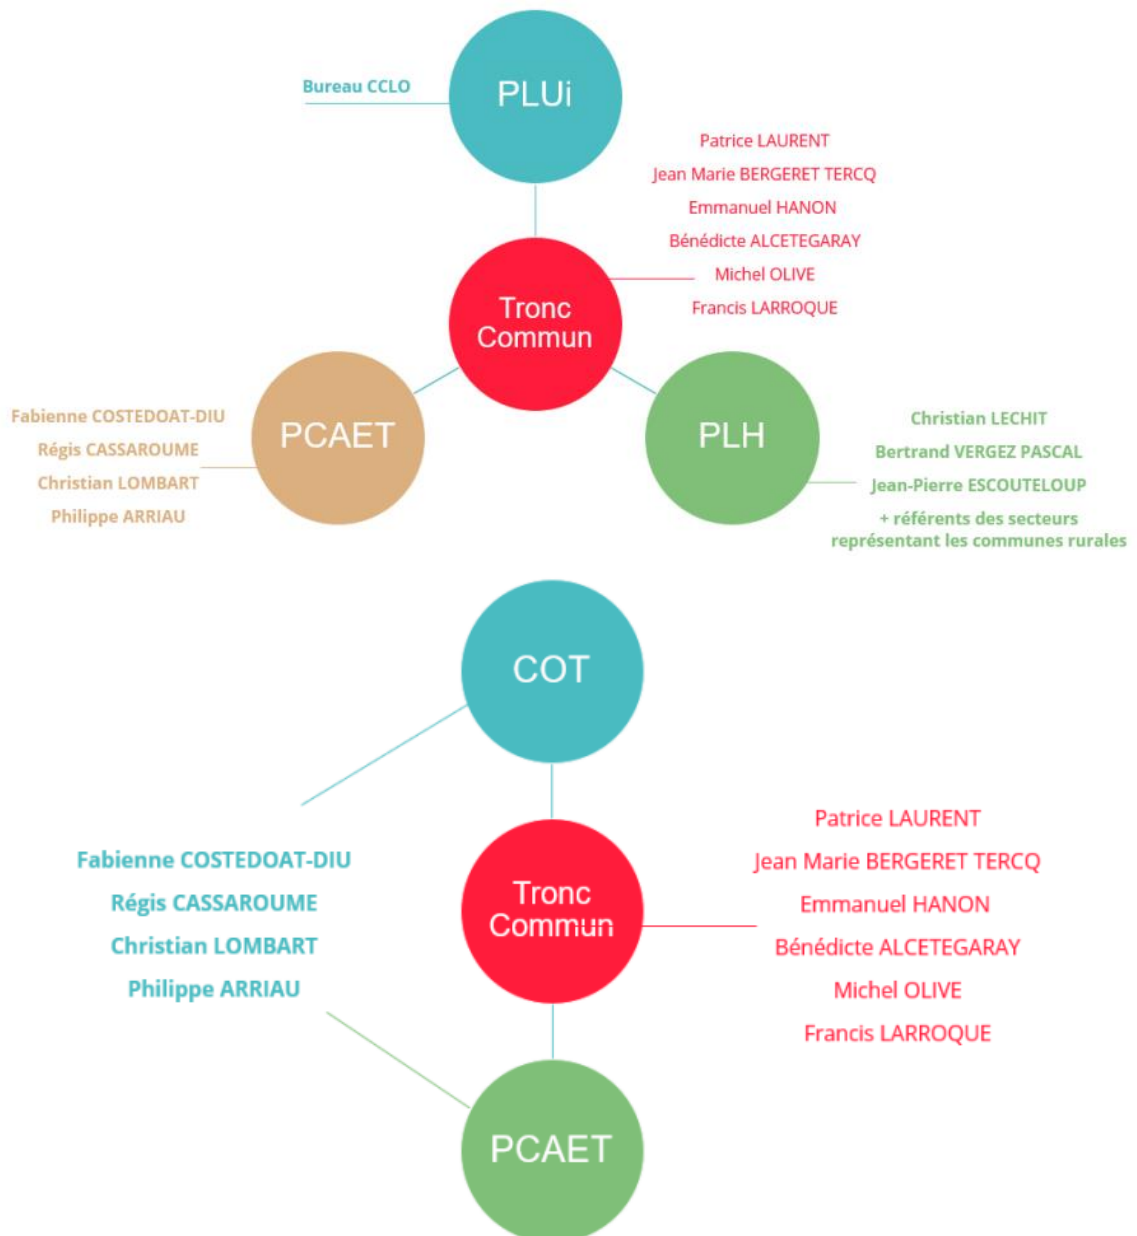 PLUi
Bureau CCLO
Patrice LAURENT
Jean Marie BERGERET TERCQ
Emmanuel HANON
Bénédicte ALCETEGARAY
Michel OLIVE
Francis LARROQUE
Tronc
Commun
PCAET
Fabienne COSTEDOAT-DIU
Régis CASSAROUME
Christian LOMBART
Philippe ARRIAU
PLH
Christian LECHIT
Bertrand VERGEZ PASCAL
Jean-Pierre ESCOUTELOUP
+ référents des secteurs
représentant les communes rurales
COT
Fabienne COSTEDOAT-DIU
Régis CASSAROUME
Christian LOMBART
Philippe ARRIAU
Tronc
Commun
Patrice LAURENT
Jean Marie BERGERET TERCQ
Emmanuel HANON
Bénédicte ALCETEGARAY
Michel OLIVE
Francis LARROQUE
PCAET